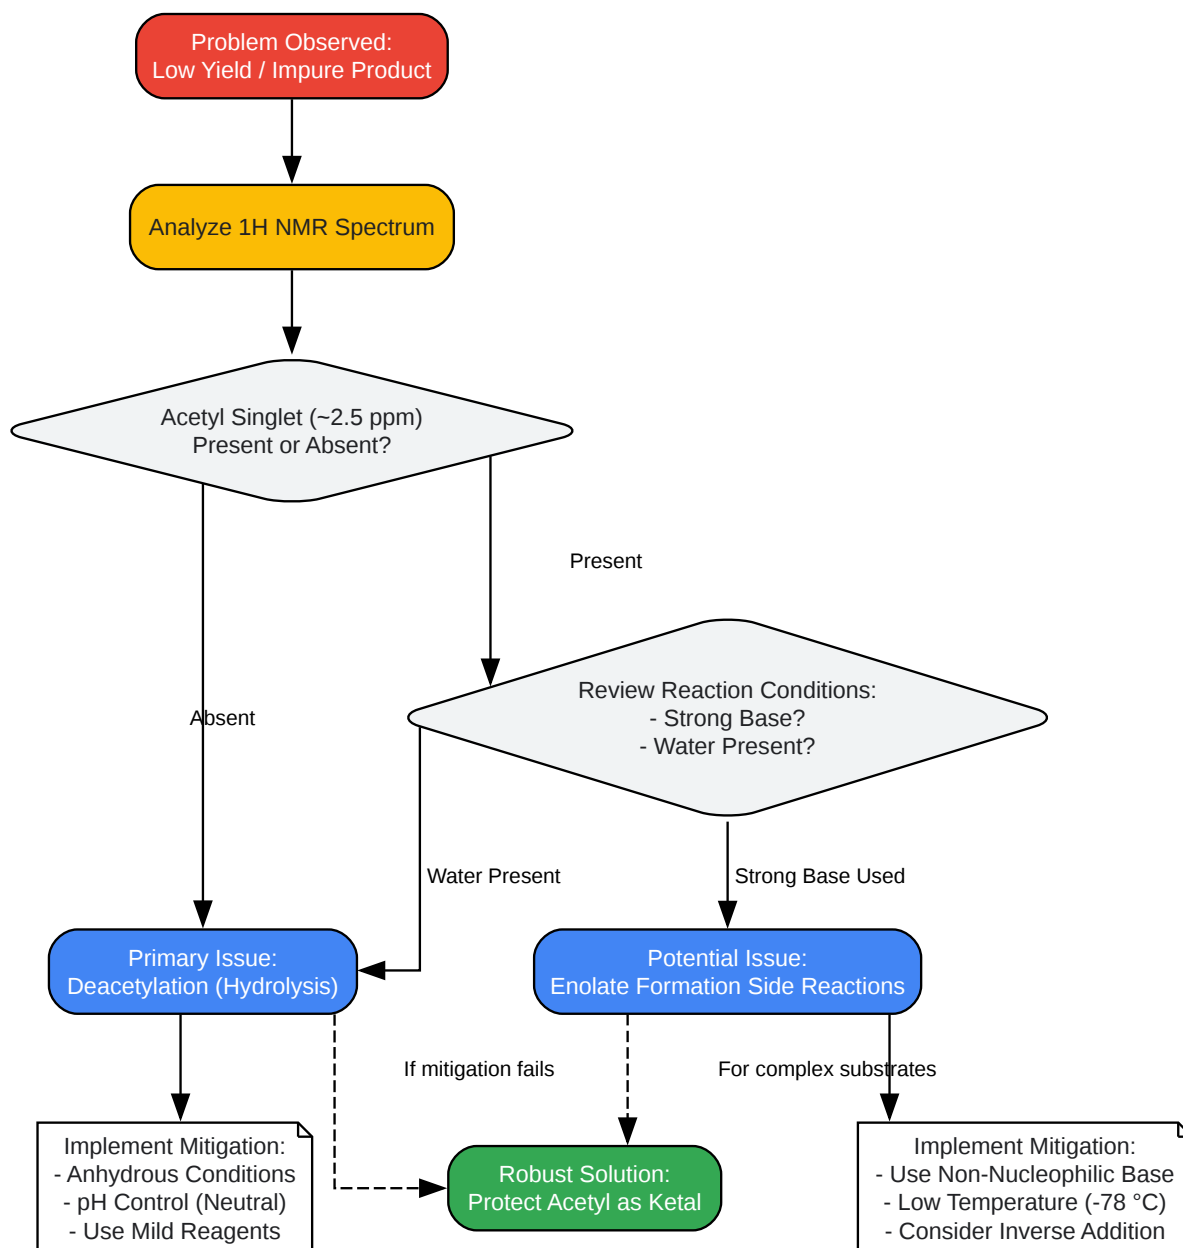 Problem Observed:
Low Yield / Impure Product
Analyze 1H NMR Spectrum
Acetyl Singlet (~2.5 ppm)
Present or Absent?
Present
Review Reaction Conditions:
- Strong Base?
- Water Present?
Absent
Water Present
Strong Base Used
Primary Issue:
Deacetylation (Hydrolysis)
Potential Issue:
Enolate Formation Side Reactions
If mitigation fails
For complex substrates
Implement Mitigation:
- Anhydrous Conditions
- pH Control (Neutral)
- Use Mild Reagents
Robust Solution:
Protect Acetyl as Ketal
Implement Mitigation:
- Use Non-Nucleophilic Base
- Low Temperature (-78 °C)
- Consider Inverse Addition